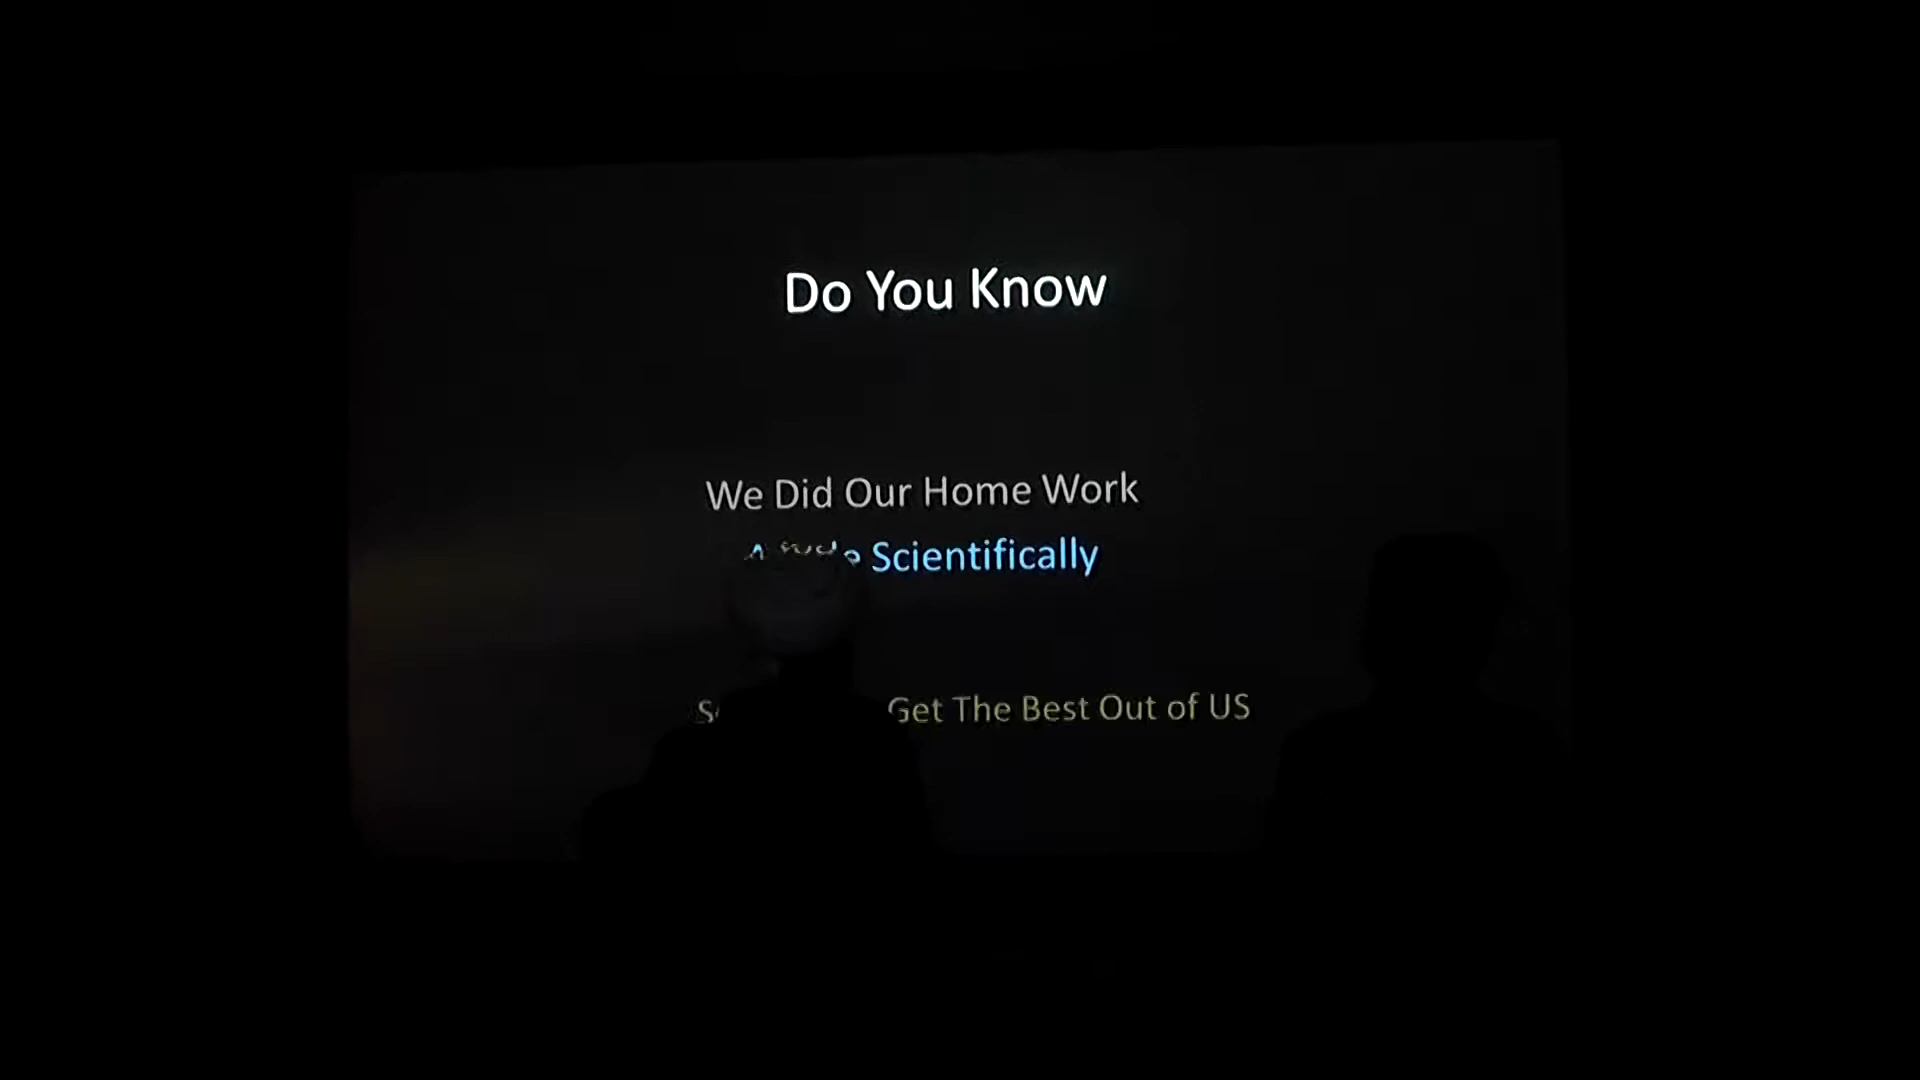 Do You Know
We Did Our Home Work
Scientifically
Get The Best Out of US